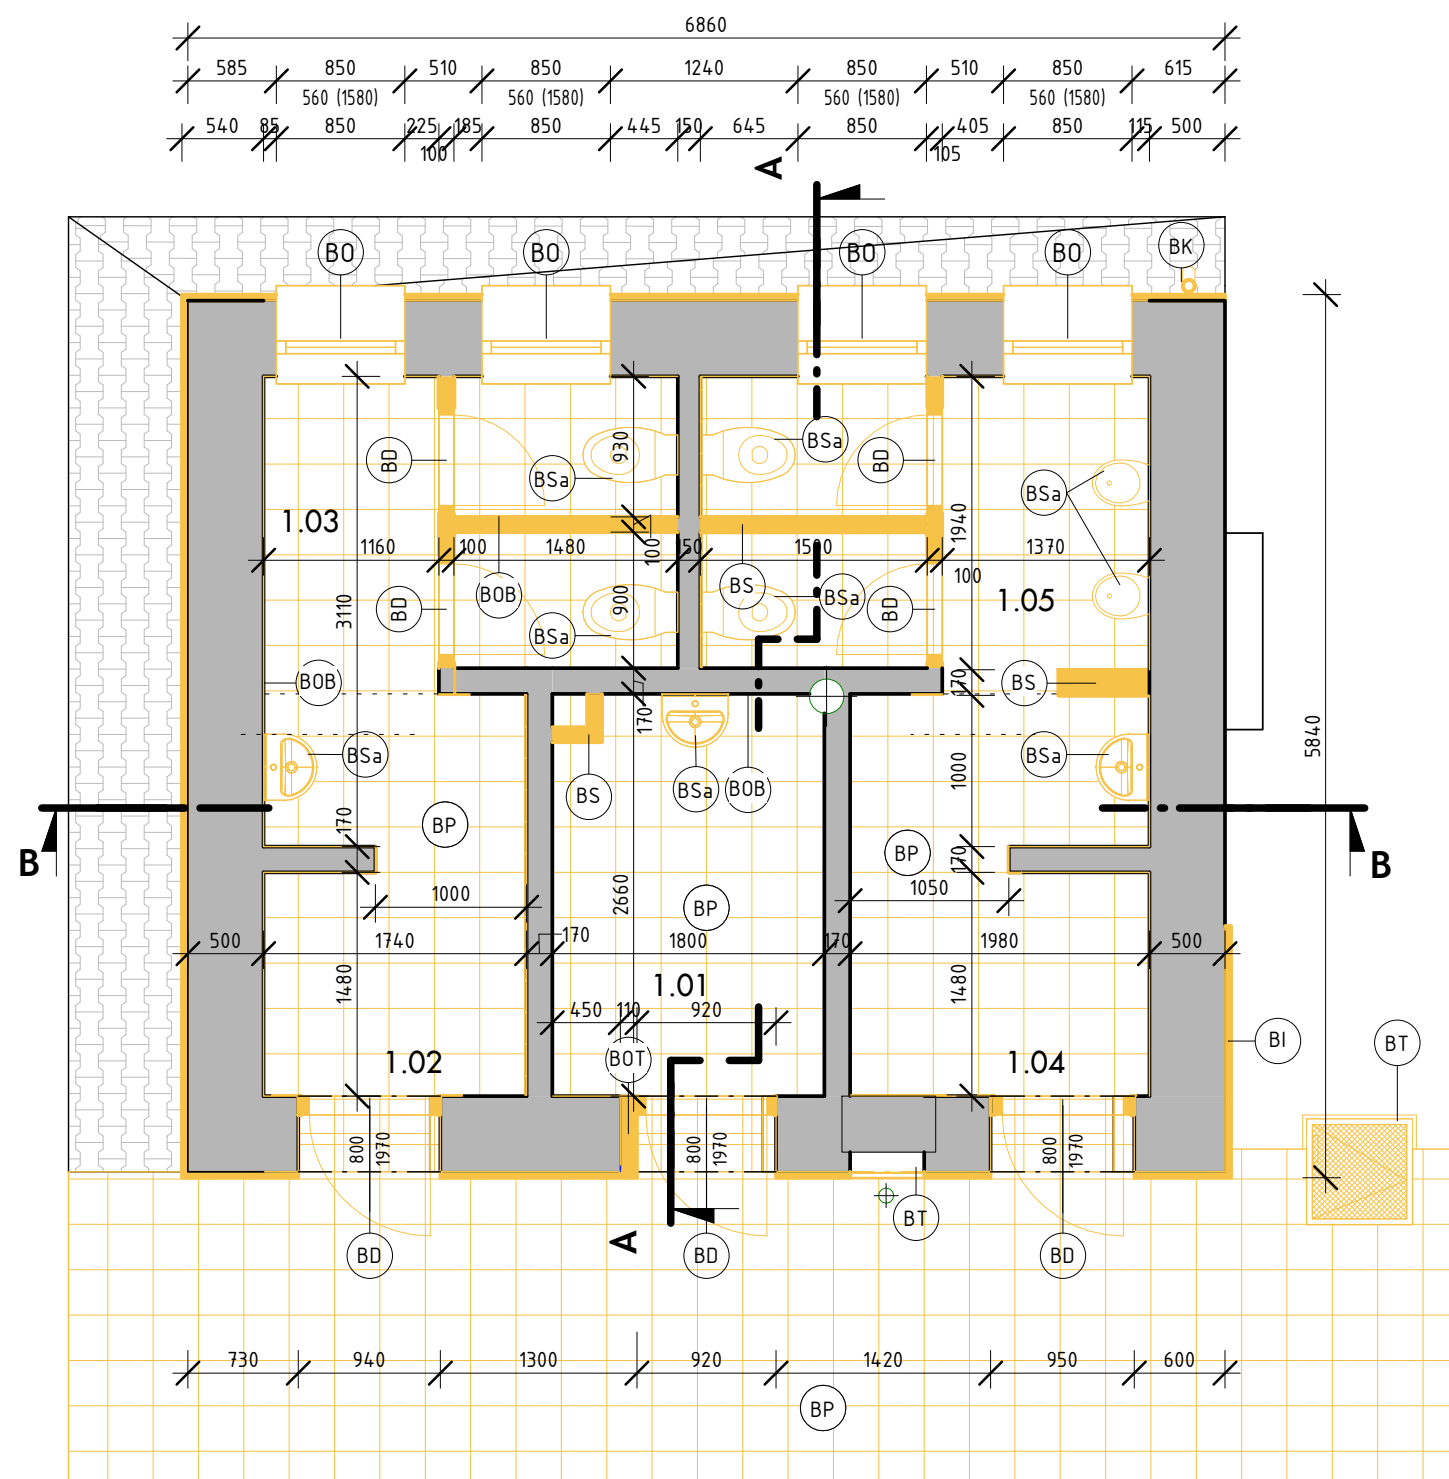 6860
585 850 510 850 1240 850 510 850 615
560 (1580) 560 (1580) 560 (1580) 560 (1580)
540 85 850 225 185 850 445 150 645 850 405 850 115 500
100 105
A
BO BO BO BO BK
930
BD BSa BSa BD BSa
1.03 1940
1160 100 1480 100 150 1500 1370
100
BOB BS BSa BD
3110 BD 900 1.05
BSa
BOB 170 BS
170
5840
BSa BSa
1000
BS BSa BOB
170 BP BP 170
B B
1000 2660 BP 1050
500 1740 170 1800 170 1980 500
1480 1.01 1480
450 110 920
1.02 BOT 1.04 BI BT
800 1970 800 1970 800 1970
BT
A
BD BD BD
730 940 1300 920 1420 950 600
BP